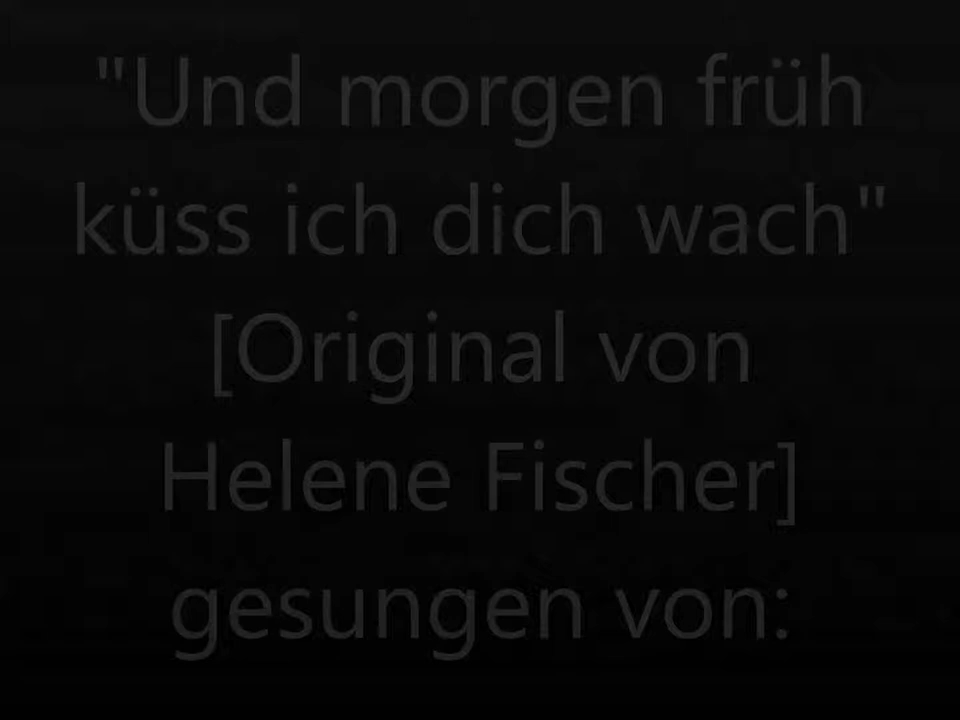 "Und morgen früh
küss ich dich wach"
[Original von
Helene Fischer]
gesungen von: